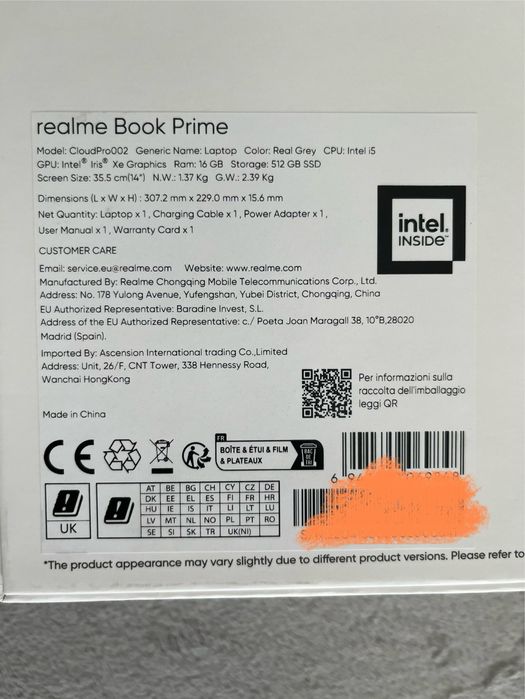 realme Book Prime
Model: CloudPro002 Generic Name: Laptop Color: Real Grey CPU: Intel i5
GPU: Intel® Iris® Xe Graphics Ram: 16 GB Storage: 512 GB SSD
Screen Size: 35.5 cm(14") N.W.: 1.37 Kg G.W.: 2.39 Kg
Dimensions (L x W x H) : 307.2 mm x 229.0 mm x 15.6 mm
Net Quantity: Laptop x 1 , Charging Cable x 1 , Power Adapter x 1 ,
User Manual x 1 , Warranty Card x 1
intel.
INSIDE™
CUSTOMER CARE
Email: service.eu@realme.com Website: www.realme.com
Manufactured By: Realme Chongqing Mobile Telecommunications Corp., Ltd.
Address: No. 178 Yulong Avenue, Yufengshan, Yubei District, Chongqing, China
EU Authorized Representative: Baradine Invest, S.L.
Address of the EU Authorized Representative: c./ Poeta Joan Maragall 38, 10°B,28020
Madrid (Spain).
Imported By: Ascension International trading Co.,Limited
Address: Unit, 26/F, CNT Tower, 338 Hennessy Road,
Wanchai HongKong
Per informazioni sulla
raccolta dell'imballaggio
leggi QR
Made in China
CE
FR
BOÎTE & ÉTUI & FILM
& PLATEAUX
BAC
DE
TRI
6
UK
AT BE BG CH CY CZ DE
DK EE EL ES FI FR HR
HU IE IS IT LI LT LU
LV MT NL NO PL PT RO
SE SI SK TR UK(NI)
*The product appearance may vary slightly due to different product versions. Please refer to